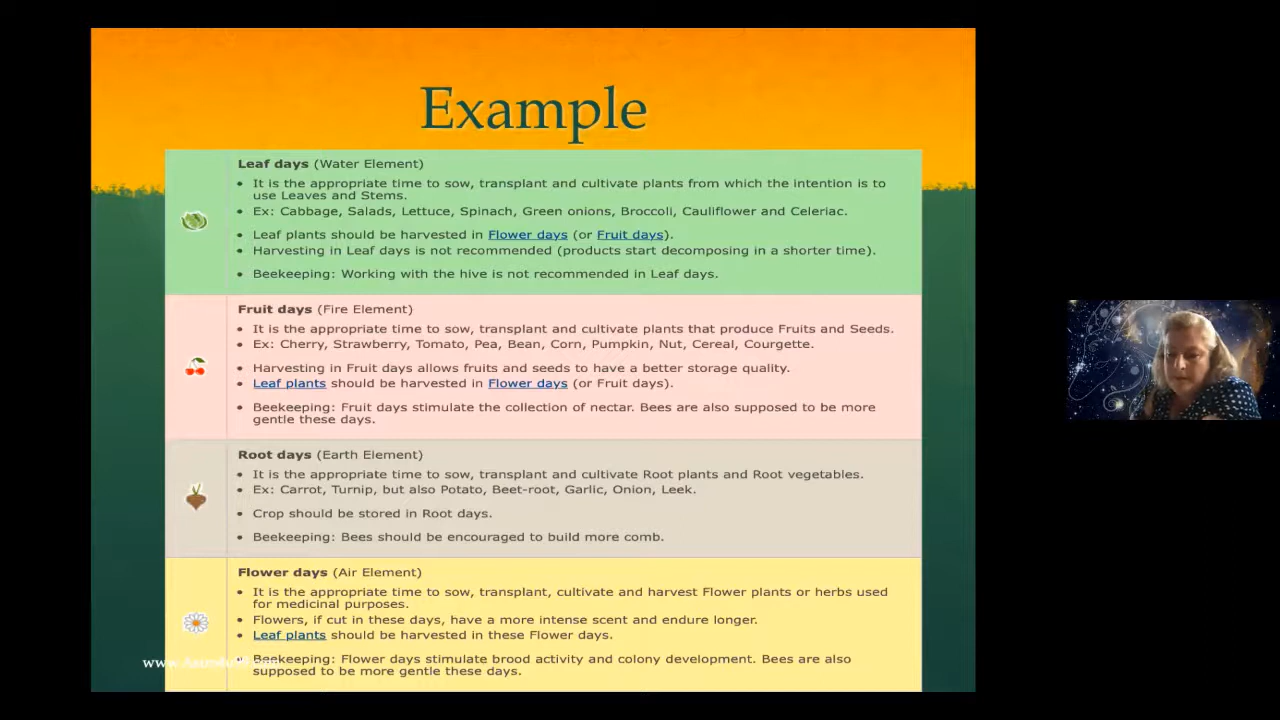 Example
Leaf days (Water Element)
• It is the appropriate time to sow, transplant and cultivate plants from which the intention is to
use Leaves and Stems.
• Ex: Cabbage, Salads, Lettuce, Spinach, Green onions, Broccoli, Cauliflower and Celeriac.
• Leaf plants should be harvested in Flower days (or Fruit days).
• Harvesting in Leaf days is not recommended (products start decomposing in a shorter time).
• Beekeeping: Working with the hive is not recommended in Leaf days.
Fruit days (Fire Element)
• It is the appropriate time to sow, transplant and cultivate plants that produce Fruits and Seeds.
• Ex: Cherry, Strawberry, Tomato, Pea, Bean, Corn, Pumpkin, Nut, Cereal, Courgette.
• Harvesting in Fruit days allows fruits and seeds to have a better storage quality.
• Leaf plants should be harvested in Flower days (or Fruit days).
• Beekeeping: Fruit days stimulate the collection of nectar. Bees are also supposed to be more
gentle these days.
Root days (Earth Element)
• It is the appropriate time to sow, transplant and cultivate Root plants and Root vegetables.
• Ex: Carrot, Turnip, but also Potato, Beet-root, Garlic, Onion, Leek.
• Crop should be stored in Root days.
• Beekeeping: Bees should be encouraged to build more comb.
Flower days (Air Element)
• It is the appropriate time to sow, transplant, cultivate and harvest Flower plants or herbs used
for medicinal purposes.
• Flowers, if cut in these days, have a more intense scent and endure longer.
• Leaf plants should be harvested in these Flower days.
• Beekeeping: Flower days stimulate brood activity and colony development. Bees are also
supposed to be more gentle these days.